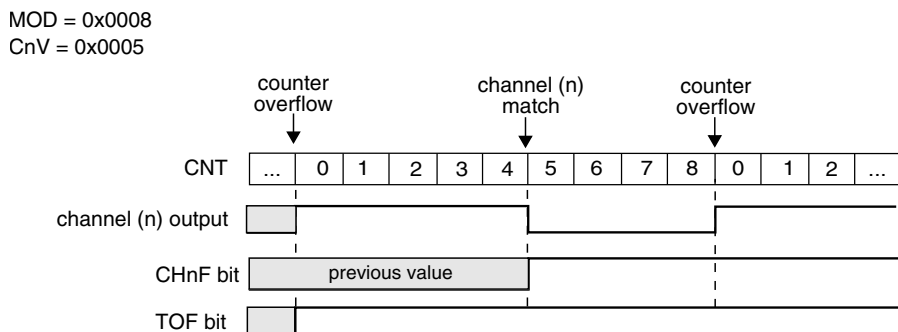 MOD = 0x0008
CnV = 0x0005
counter overflow
channel (n) match
counter overflow
CNT ... 0 1 2 3 4 5 6 7 8 0 1 2 ...
channel (n) output
CHnF bit previous value
TOF bit